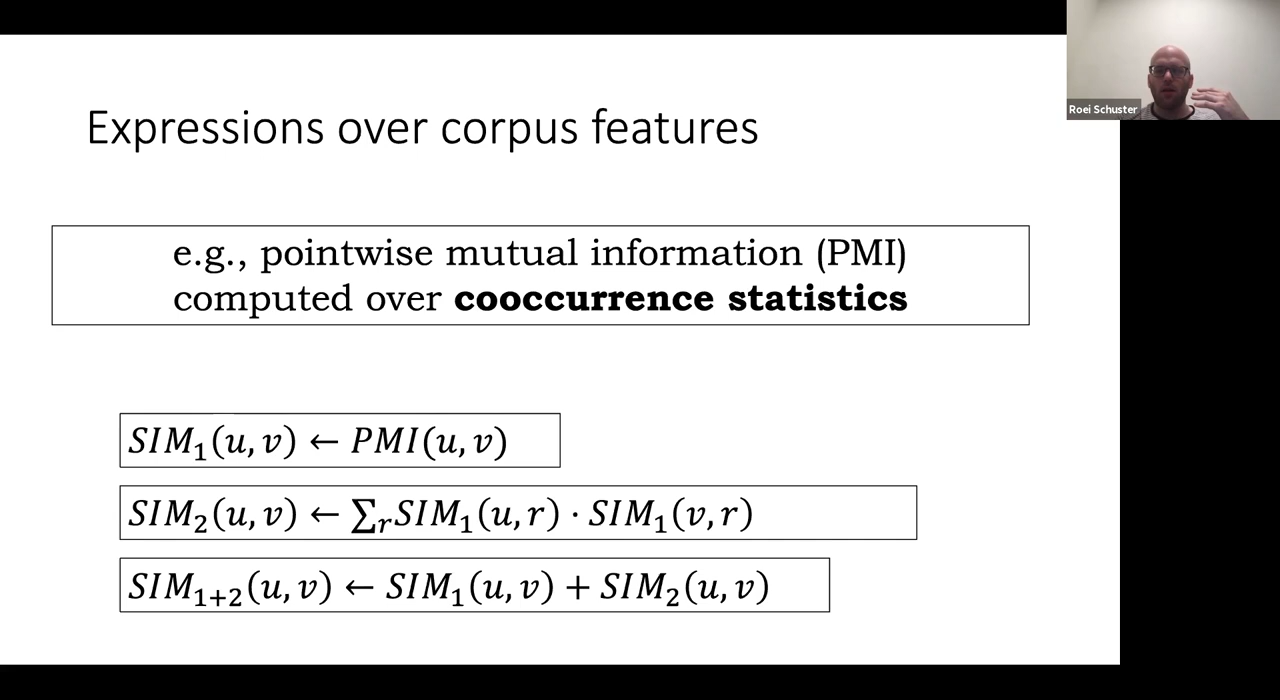 Roei Schuster
Expressions over corpus features
e.g., pointwise mutual information (PMI)
computed over cooccurrence statistics
SIM₁(u, v) ← PMI(u, v)
SIM₂(u, v) ← ∑ᵣSIM₁(u, r) · SIM₁(v, r)
SIM₁₊₂(u, v) ← SIM₁(u, v) + SIM₂(u, v)